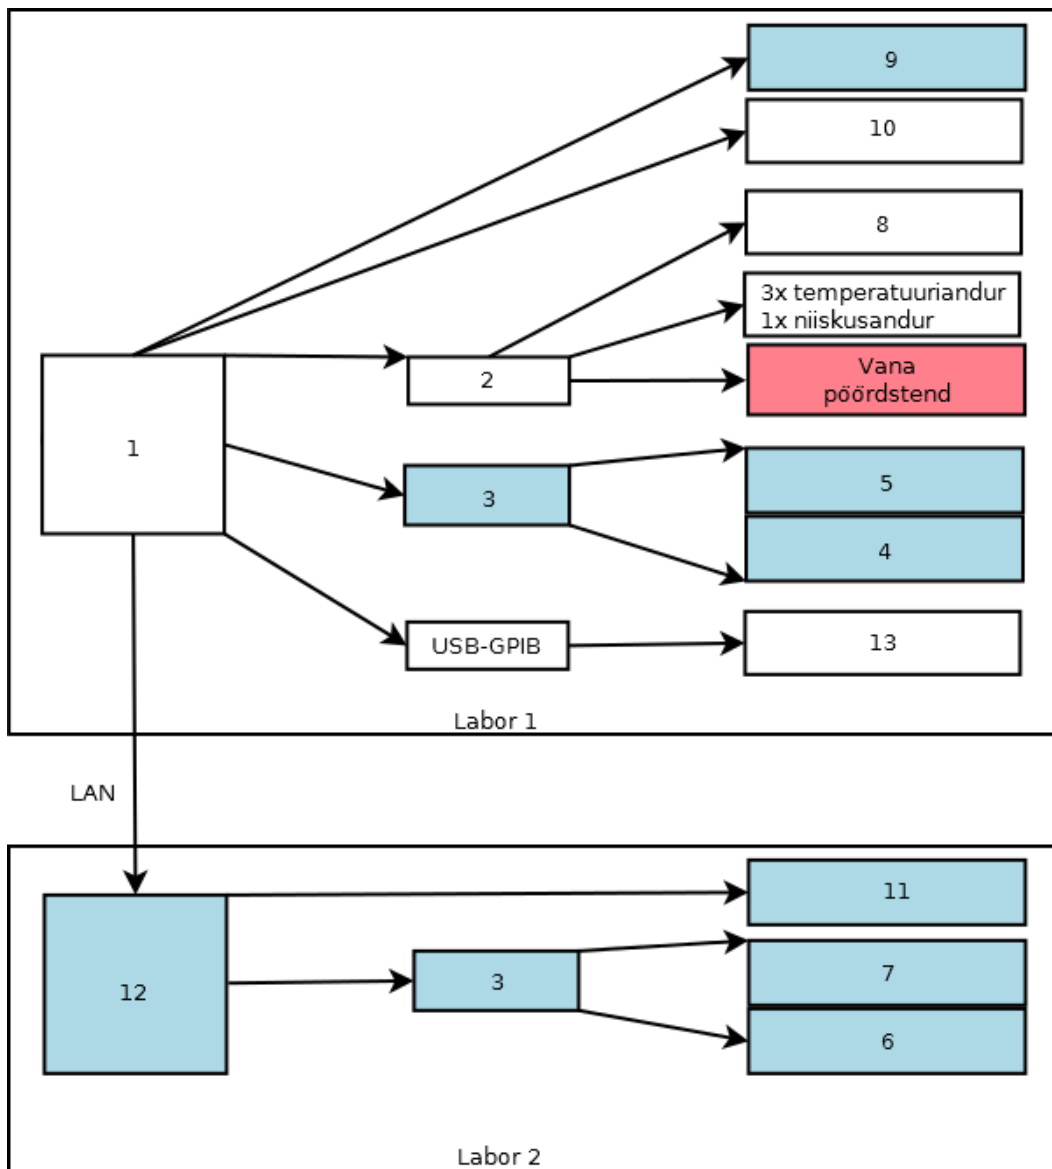 9
10
8
3x temperatuuriandur
1x niiskusandur
2
Vana
pöördstend
1
5
3
4
USB-GPIB
13
Labor 1
LAN
11
12
3
7
6
Labor 2